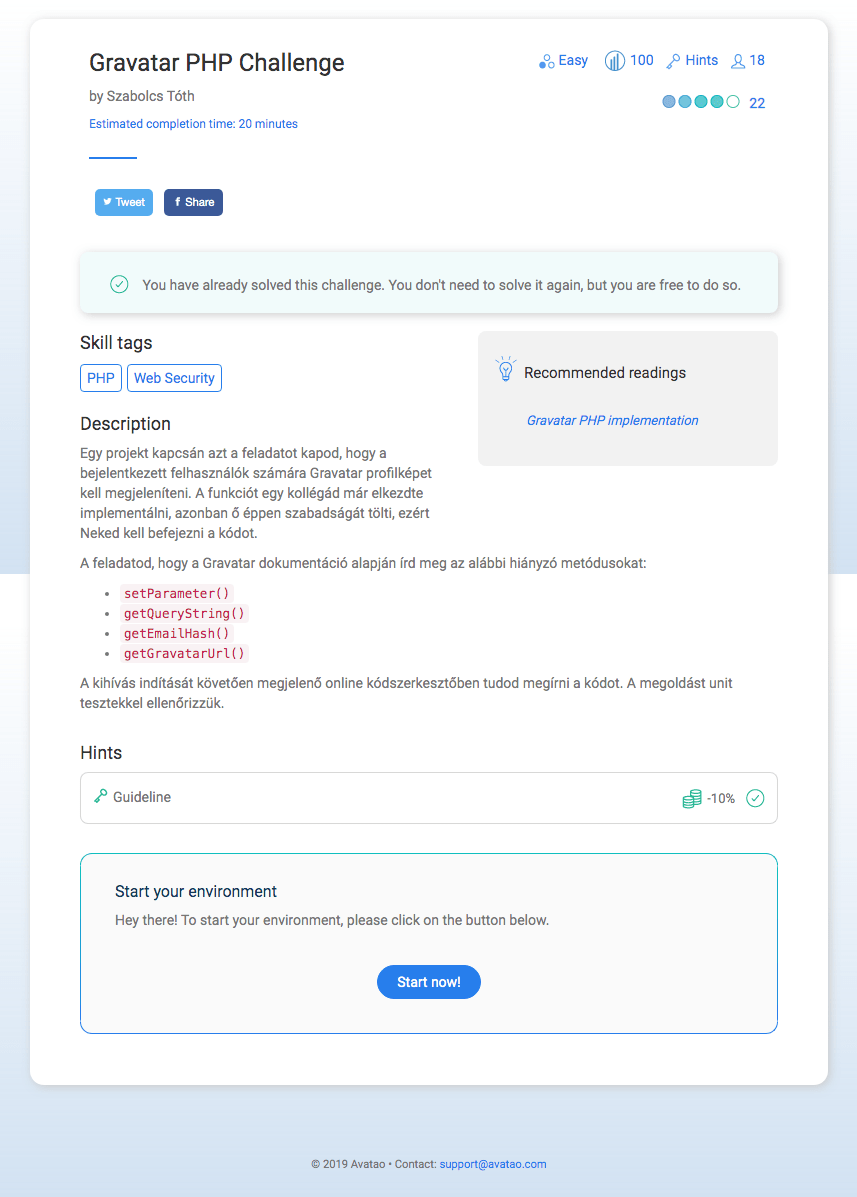 Gravatar PHP Challenge
Easy 100 Hints 18
by Szabolcs Tóth
22
Estimated completion time: 20 minutes
Tweet Share
You have already solved this challenge. You don't need to solve it again, but you are free to do so.
Skill tags
PHP Web Security
Recommended readings
Gravatar PHP implementation
Description
Egy projekt kapcsán azt a feladatot kapod, hogy a
bejelentkezett felhasználók számára Gravatar profilképet
kell megjeleníteni. A funkciót egy kollégád már elkezdte
implementálni, azonban ő éppen szabadságát tölti, ezért
Neked kell befejezni a kódot.
A feladatod, hogy a Gravatar dokumentáció alapján írd meg az alábbi hiányzó metódusokat:
• setParameter()
• getQueryString()
• getEmailHash()
• getGravatarUrl()
A kihívás indítását követően megjelenő online kódszerkesztőben tudod megírni a kódot. A megoldást unit
tesztekkel ellenőrizzük.
Hints
Guideline -10%
Start your environment
Hey there! To start your environment, please click on the button below.
Start now!
© 2019 Avatao • Contact: support@avatao.com